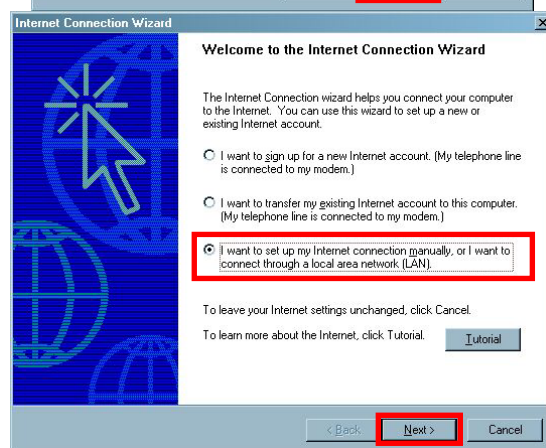 Internet Connection Wizard
Welcome to the Internet Connection Wizard
The Internet Connection wizard helps you connect your computer
to the Internet. You can use this wizard to set up a new or
existing Internet account.
I want to sign up for a new Internet account. (My telephone line
is connected to my modem.)
I want to transfer my existing Internet account to this computer.
(My telephone line is connected to my modem.)
I want to set up my Internet connection manually, or I want to
connect through a local area network (LAN).
To leave your Internet settings unchanged, click Cancel.
To learn more about the Internet, click Tutorial.
Tutorial
< Back
Next >
Cancel